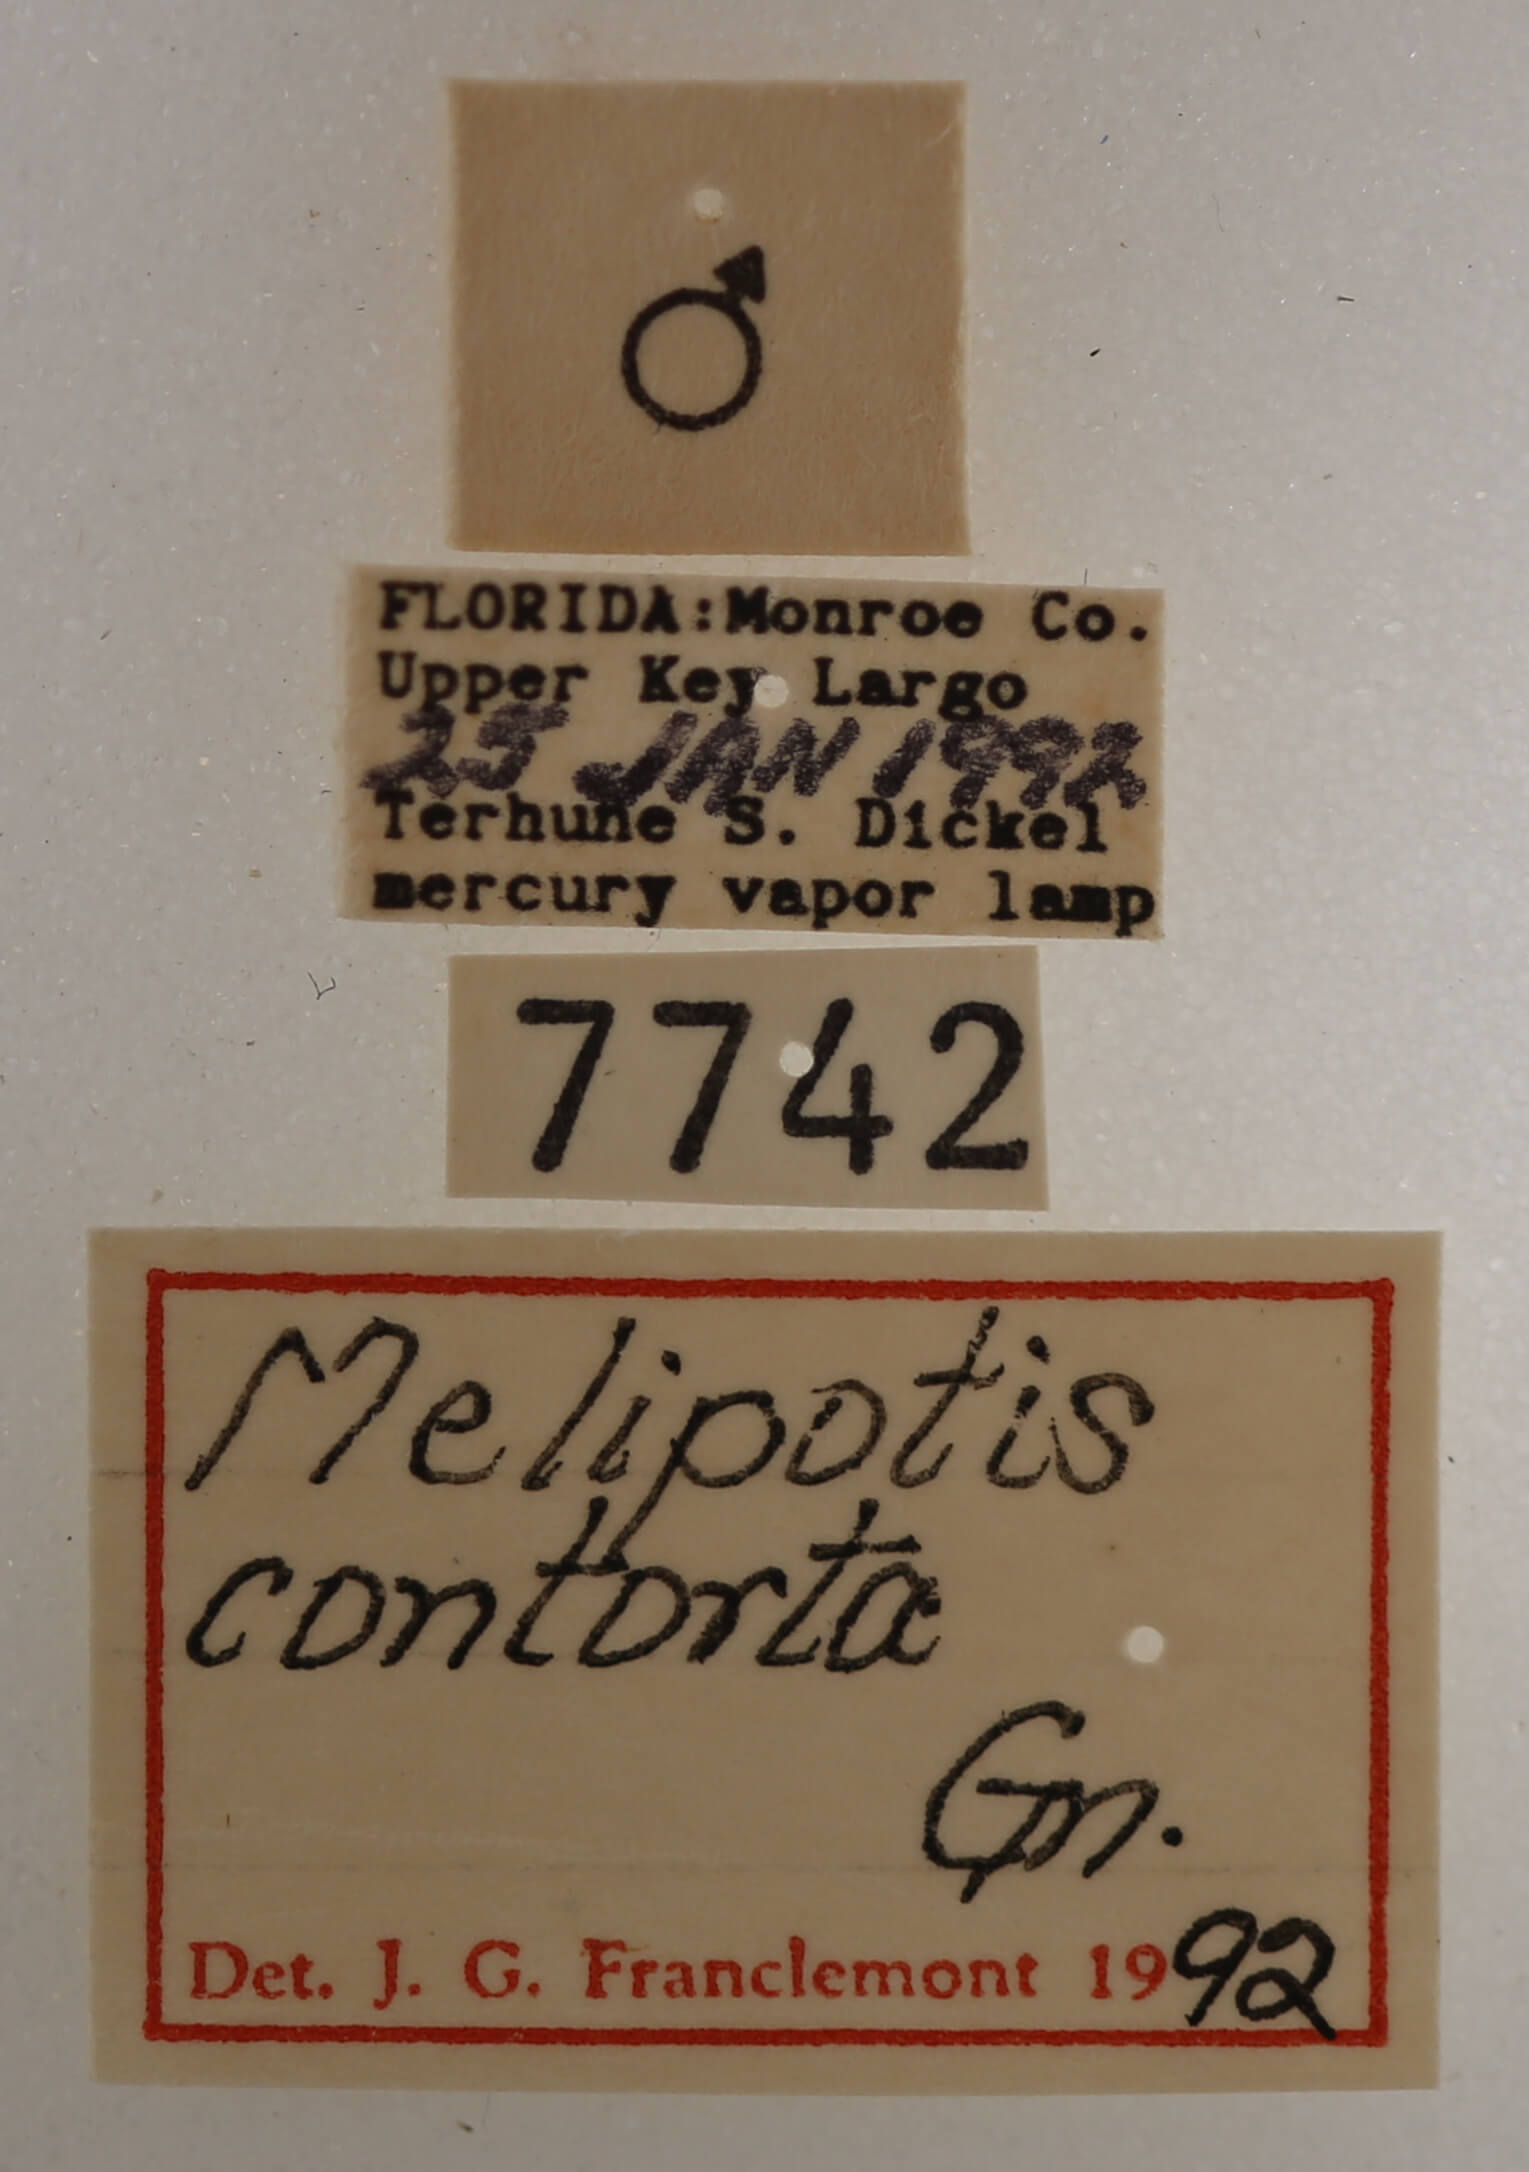 ♂
FLORIDA:Monroe Co.
Upper Key Largo
25 JAN 1992
Terhune S. Dickel
mercury vapor lamp
7742
Melipotis
contorta
Gn.
Det. J. G. Franclemont 1992